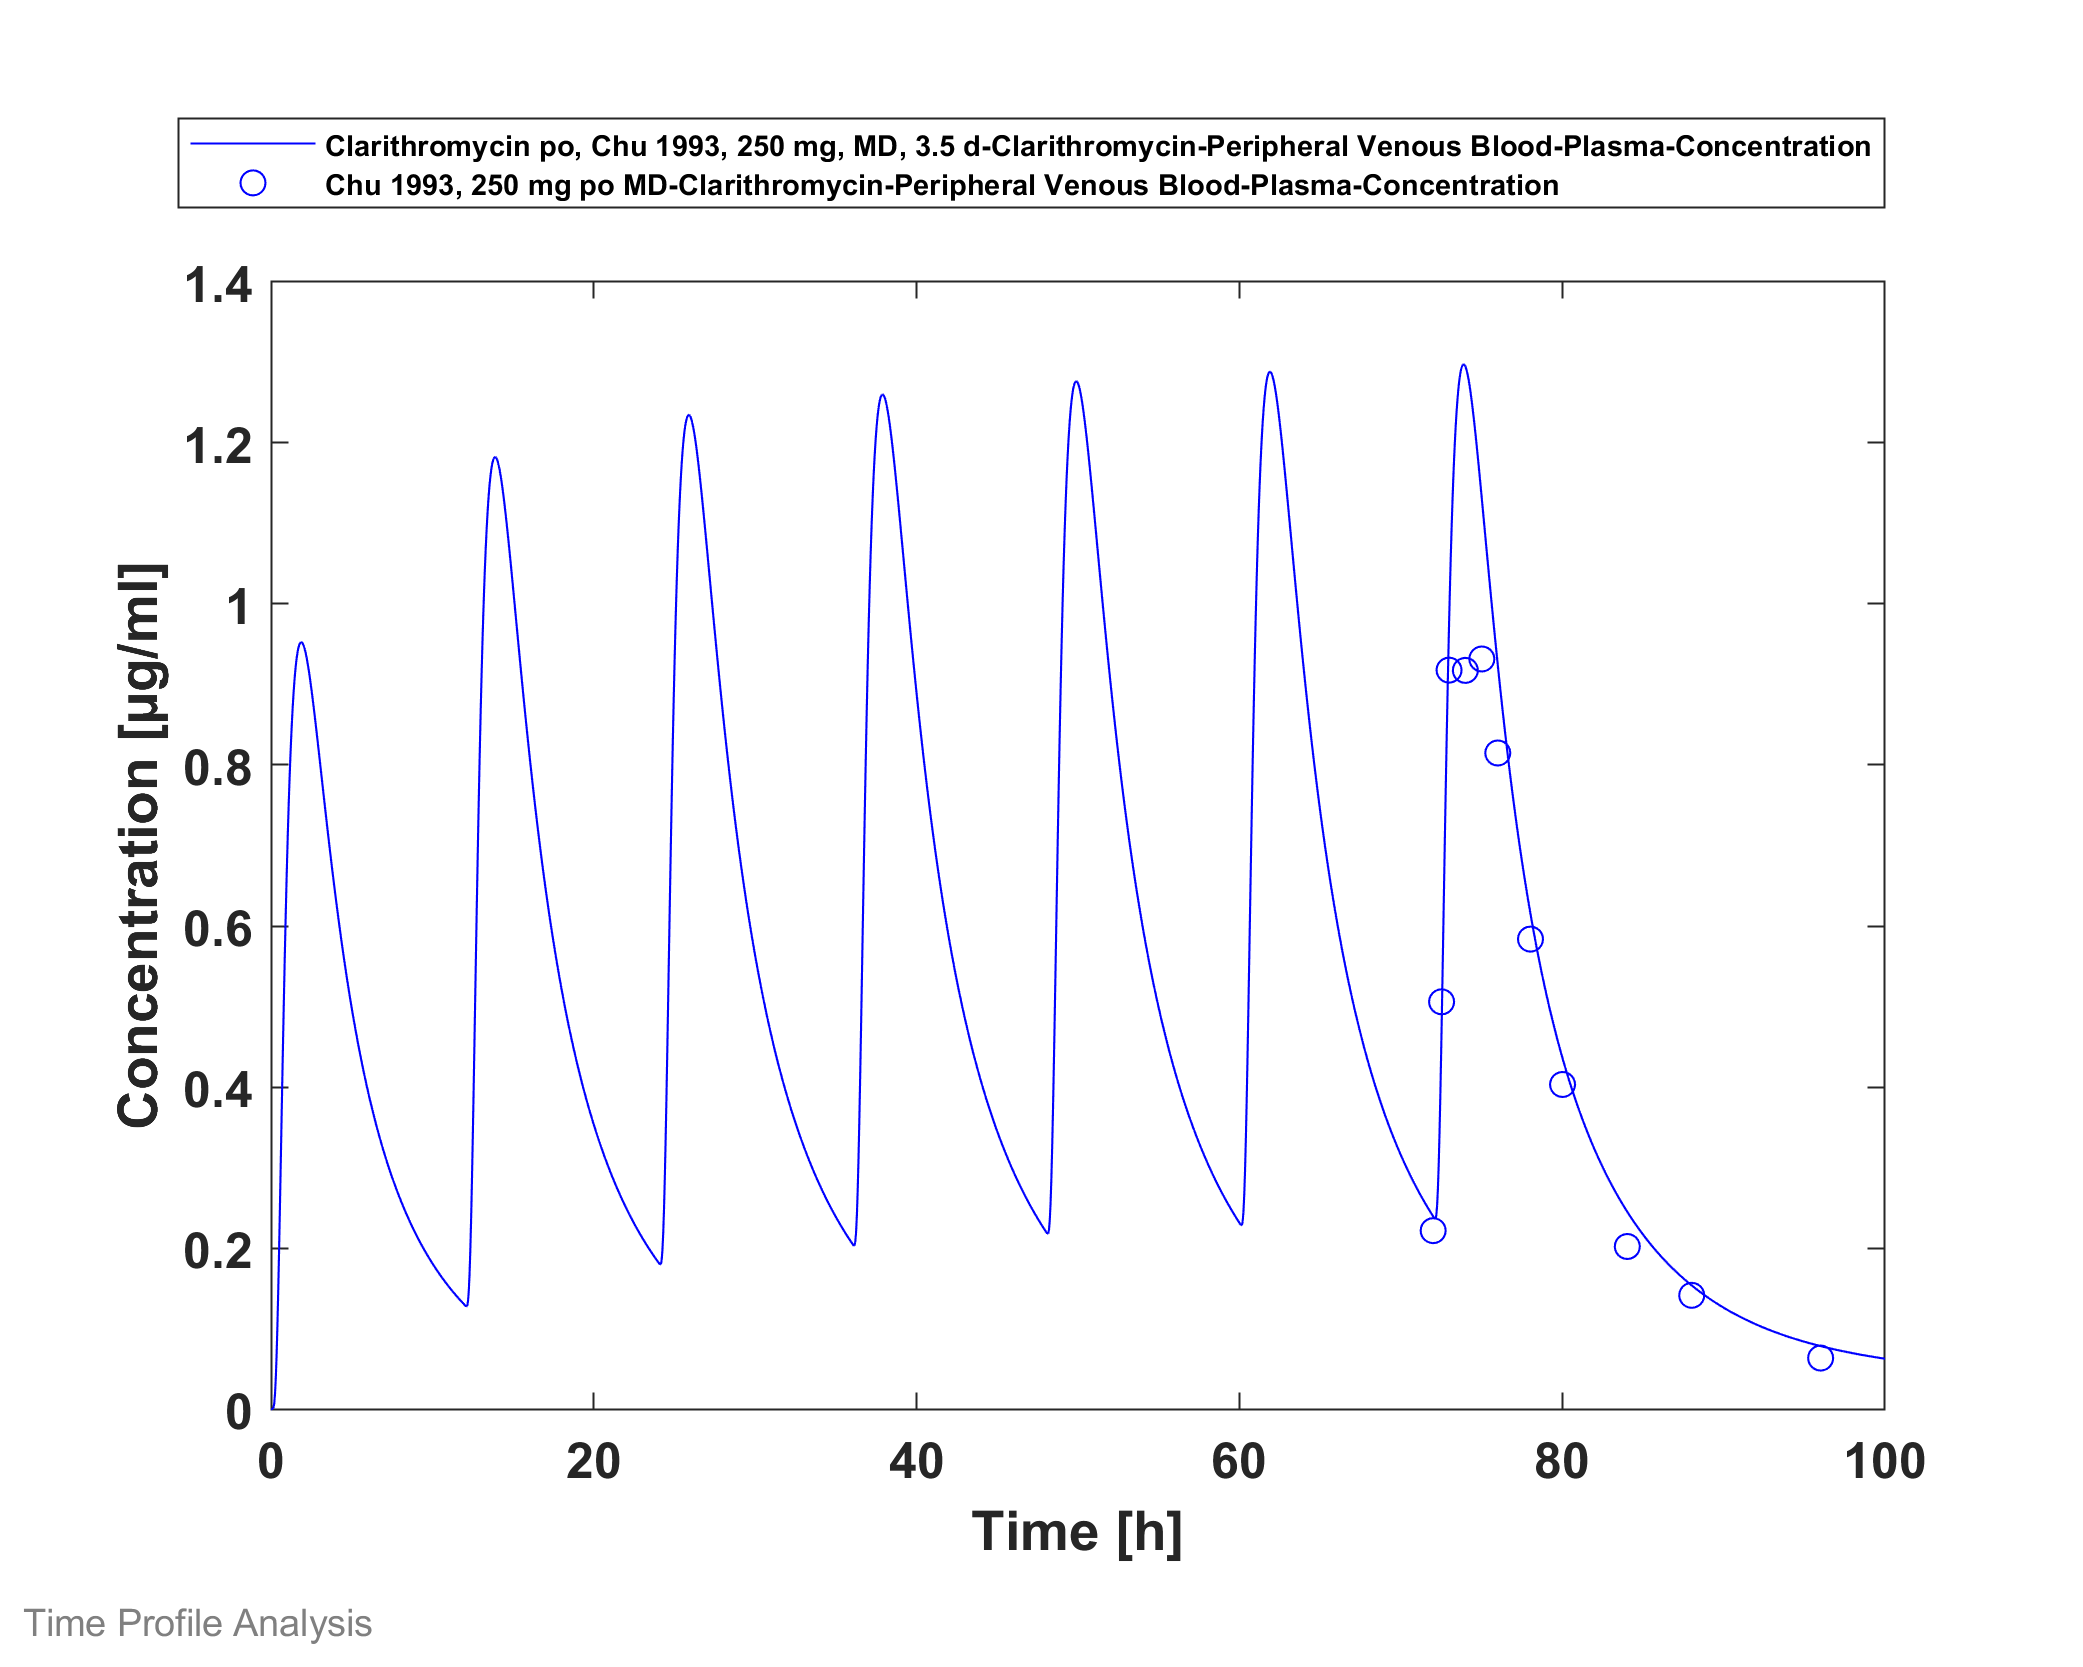 Clarithromycin po, Chu 1993, 250 mg, MD, 3.5 d-Clarithromycin-Peripheral Venous Blood-Plasma-Concentration
Chu 1993, 250 mg po MD-Clarithromycin-Peripheral Venous Blood-Plasma-Concentration
1.4
1.2
1
0.8
0.6
0.4
0.2
0
Concentration [µg/ml]
0 20 40 60 80 100
Time [h]
Time Profile Analysis